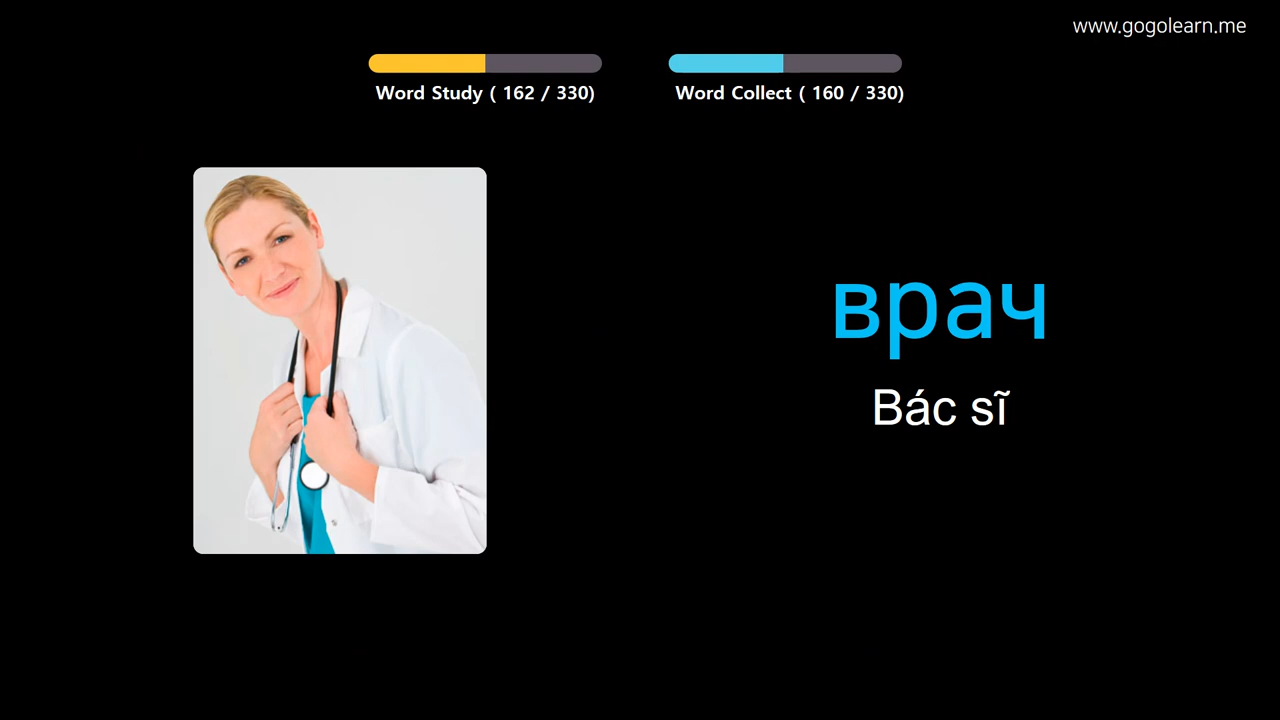 www.gogolearn.me
Word Study ( 162 / 330)
Word Collect ( 160 / 330)
врач
Bác sĩ